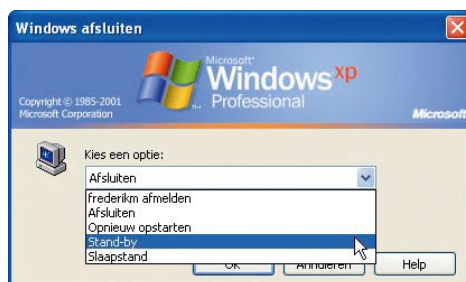 Windows afsluiten
Microsoft
Windows xp
Professional
Copyright © 1985-2001
Microsoft Corporation
Microsoft
Kies een optie:
Afsluiten
frederikm afmelden
Afsluiten
Opnieuw opstarten
Stand-by
Slaapstand
OK Annuleren Help